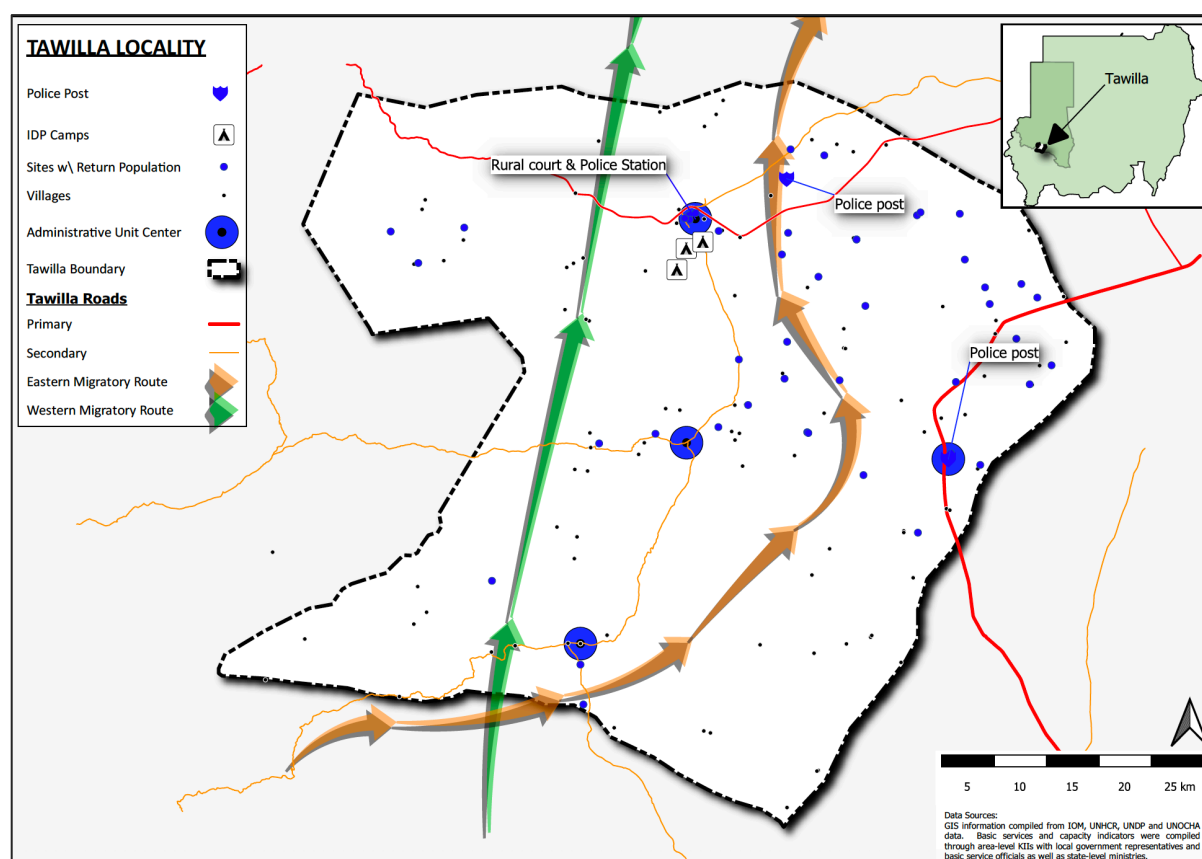 TAWILLA LOCALITY
Police Post
IDP Camps
Sites w\ Return Population
Villages
Administrative Unit Center
Tawilla Boundary
Tawilla Roads
Primary
Secondary
Eastern Migratory Route
Western Migratory Route
Tawilla
Rural court & Police Station
Police post
Police post
5 10 15 20 25 km
Data Sources:
GIS information compiled from IOM, UNHCR, UNDP and UNOCHA
data. Basic services and capacity indicators were compiled
through area-level KIIs with local government representatives and
basic service officials as well as state-level ministries.